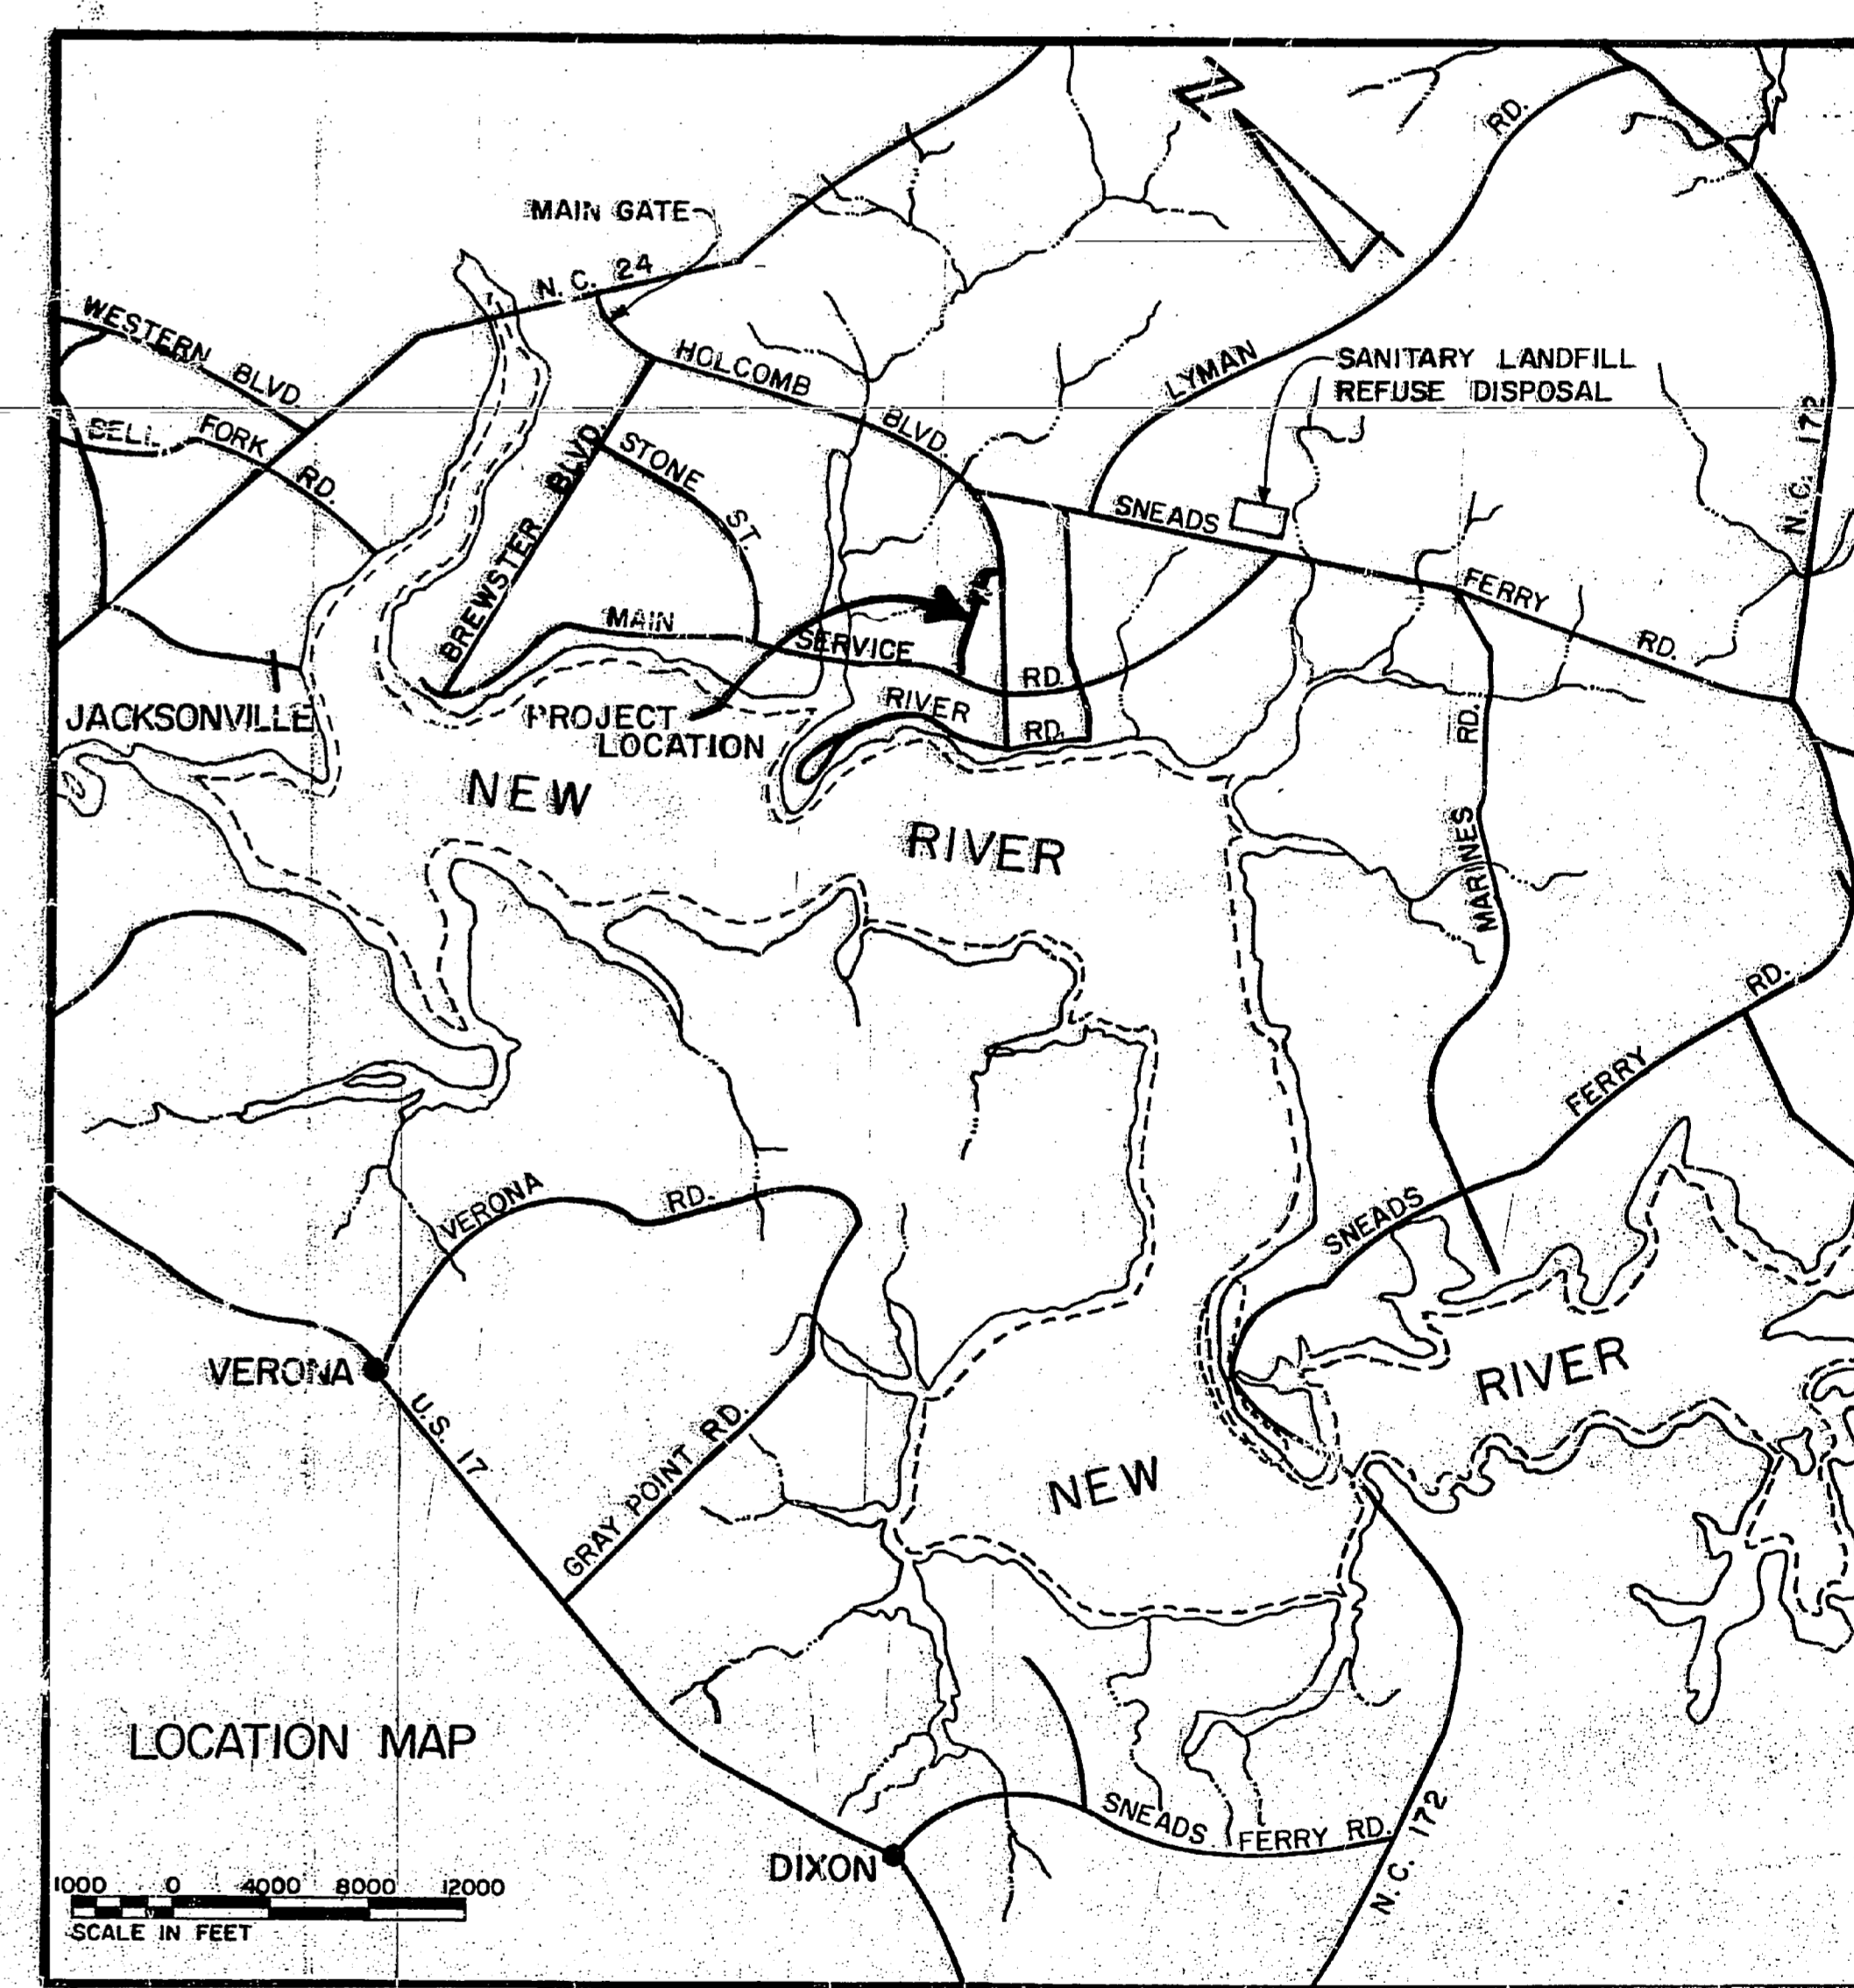 N
RD.
MAIN GATE
N. C. 24
WESTERN BLVD.
HOLCOMB BLVD.
LYMAN
SANITARY LANDFILL
REFUSE DISPOSAL
BELL FORK RD.
BREWSTER BLVD.
STONE ST.
N.C. 172
SNEADS
FERRY
RD.
MAIN
SERVICE
RD.
RIVER
RD.
JACKSONVILLE
PROJECT
LOCATION
NEW
RIVER
MARINES RD.
SNEADS FERRY RD.
VERONA RD.
VERONA
U.S. 17
GRAY POINT RD.
RIVER
NEW
LOCATION MAP
SNEADS FERRY RD.
DIXON
N.C. 172
1000 0 4000 8000 12000
SCALE IN FEET